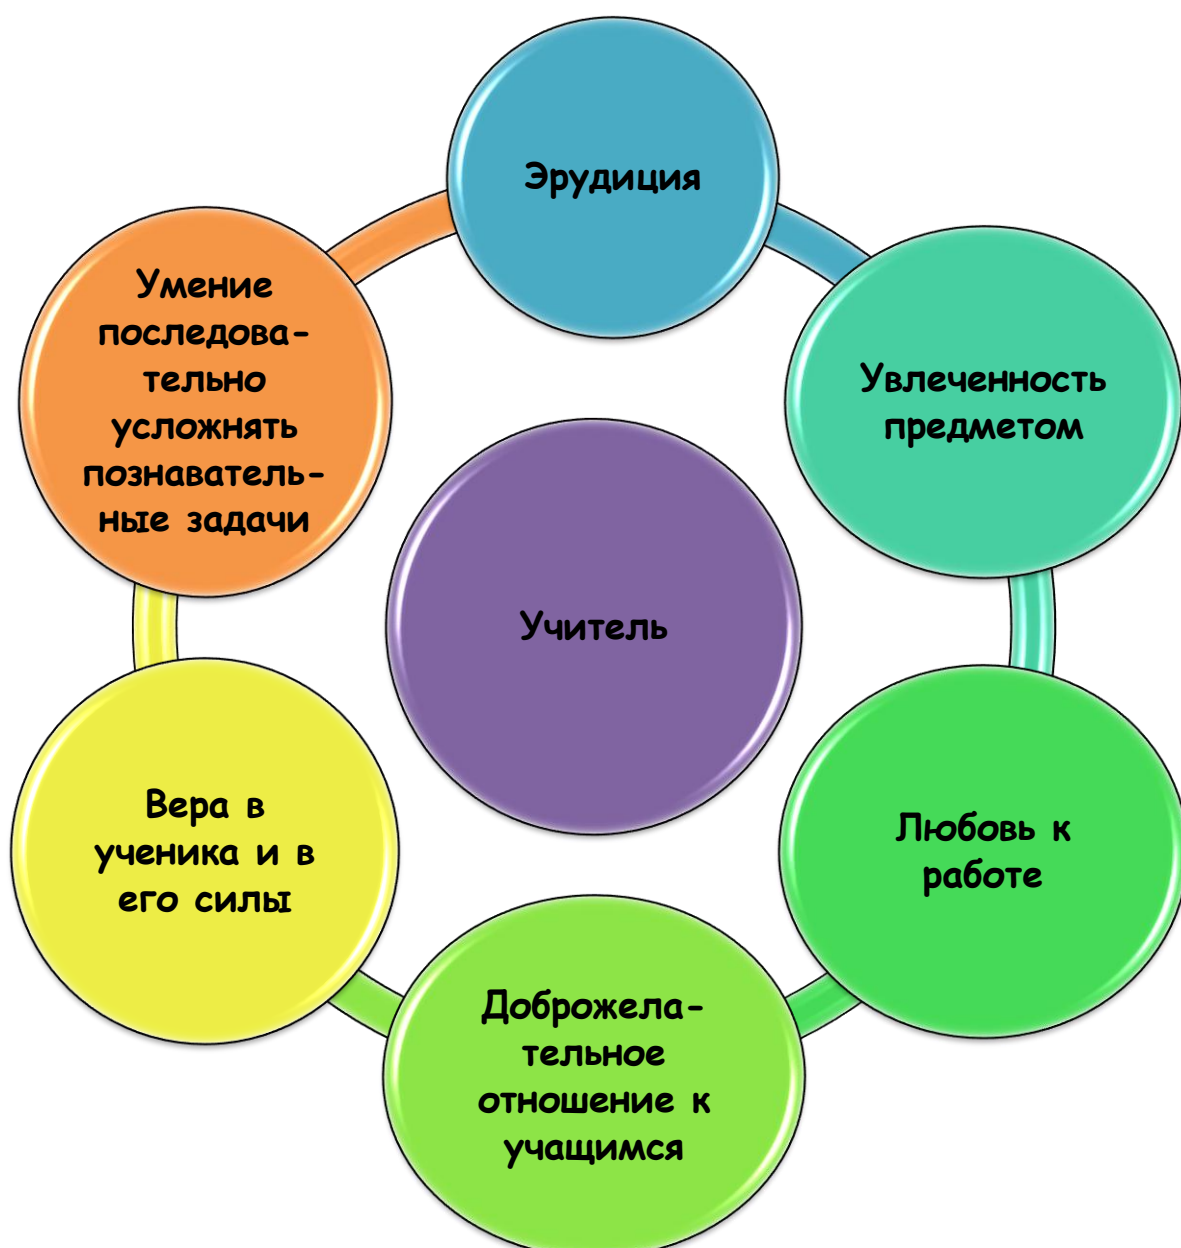 Эрудиция
Увлеченность
предметом
Любовь к
работе
Доброжела-
тельное
отношение к
учащимся
Вера в
ученика и в
его силы
Умение
последова-
тельно
усложнять
познаватель-
ные задачи
Учитель